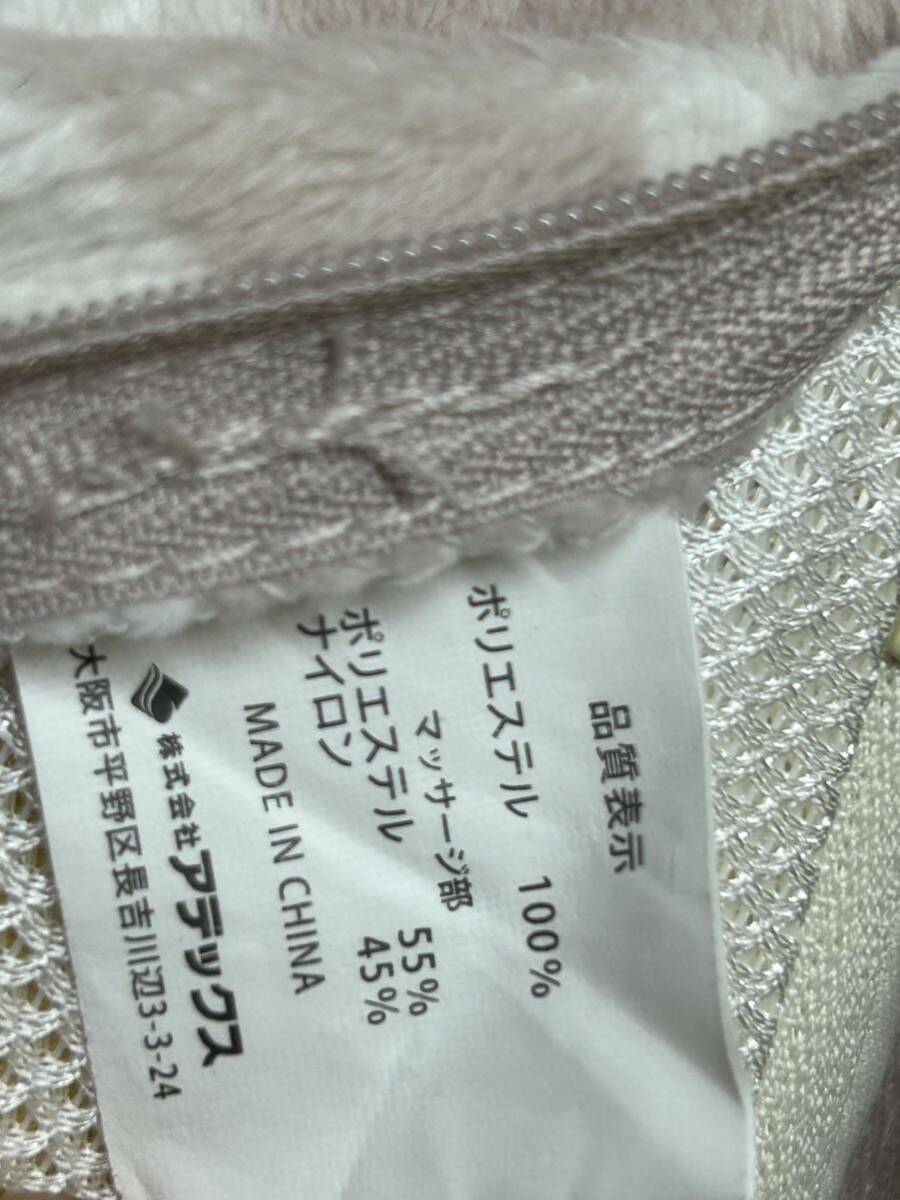 品質表示
ポリエステル 100%
マッサージ部
ポリエステル 55%
ナイロン 45%
MADE IN CHINA
株式会社アテックス
大阪市平野区長吉川辺3-3-24